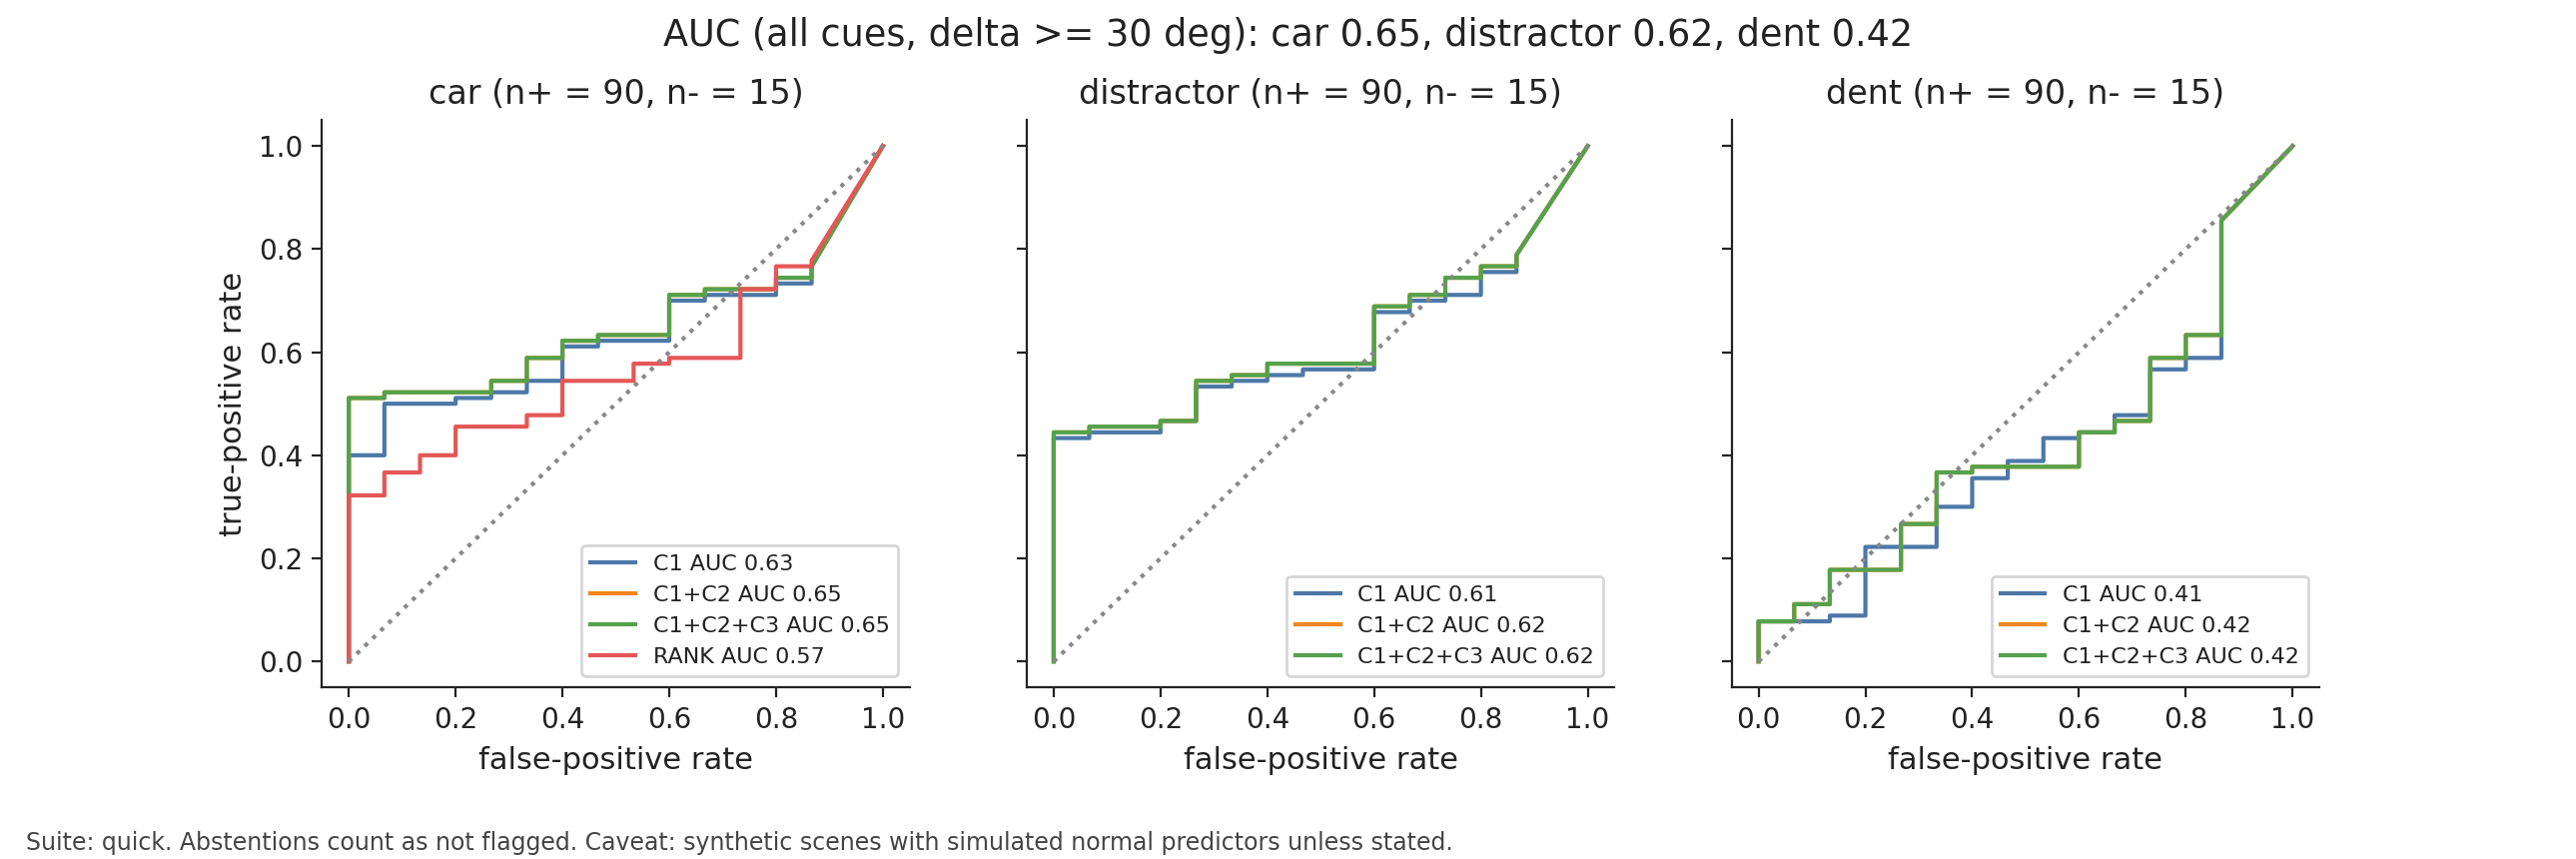 AUC (all cues, delta >= 30 deg): car 0.65, distractor 0.62, dent 0.42
car (n+ = 90, n- = 15)
distractor (n+ = 90, n- = 15)
dent (n+ = 90, n- = 15)
true-positive rate
1.0
0.8
0.6
0.4
0.2
0.0
C1 AUC 0.63
C1+C2 AUC 0.65
C1+C2+C3 AUC 0.65
RANK AUC 0.57
0.0 0.2 0.4 0.6 0.8 1.0
false-positive rate
C1 AUC 0.61
C1+C2 AUC 0.62
C1+C2+C3 AUC 0.62
0.0 0.2 0.4 0.6 0.8 1.0
false-positive rate
C1 AUC 0.41
C1+C2 AUC 0.42
C1+C2+C3 AUC 0.42
0.0 0.2 0.4 0.6 0.8 1.0
false-positive rate
Suite: quick. Abstentions count as not flagged. Caveat: synthetic scenes with simulated normal predictors unless stated.